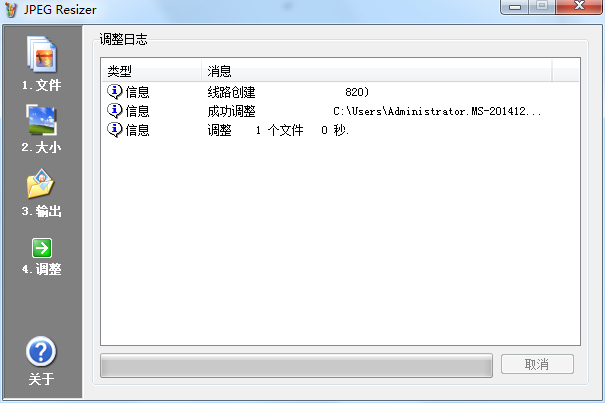 JPEG Resizer
调整日志
类型 消息
信息 线路创建 820)
信息 成功调整 C:\Users\Administrator.MS-201412...
信息 调整 1 个文件 0 秒.
1.文件
2.大小
3.输出
4.调整
关于
取消